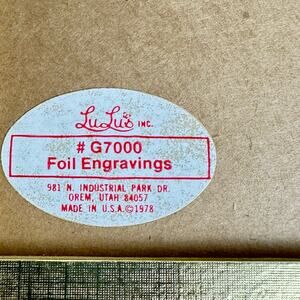 LuLu's INC.
# G7000
Foil Engravings
981 N. INDUSTRIAL PARK DR.
OREM, UTAH 84057
MADE IN U.S.A.©1978